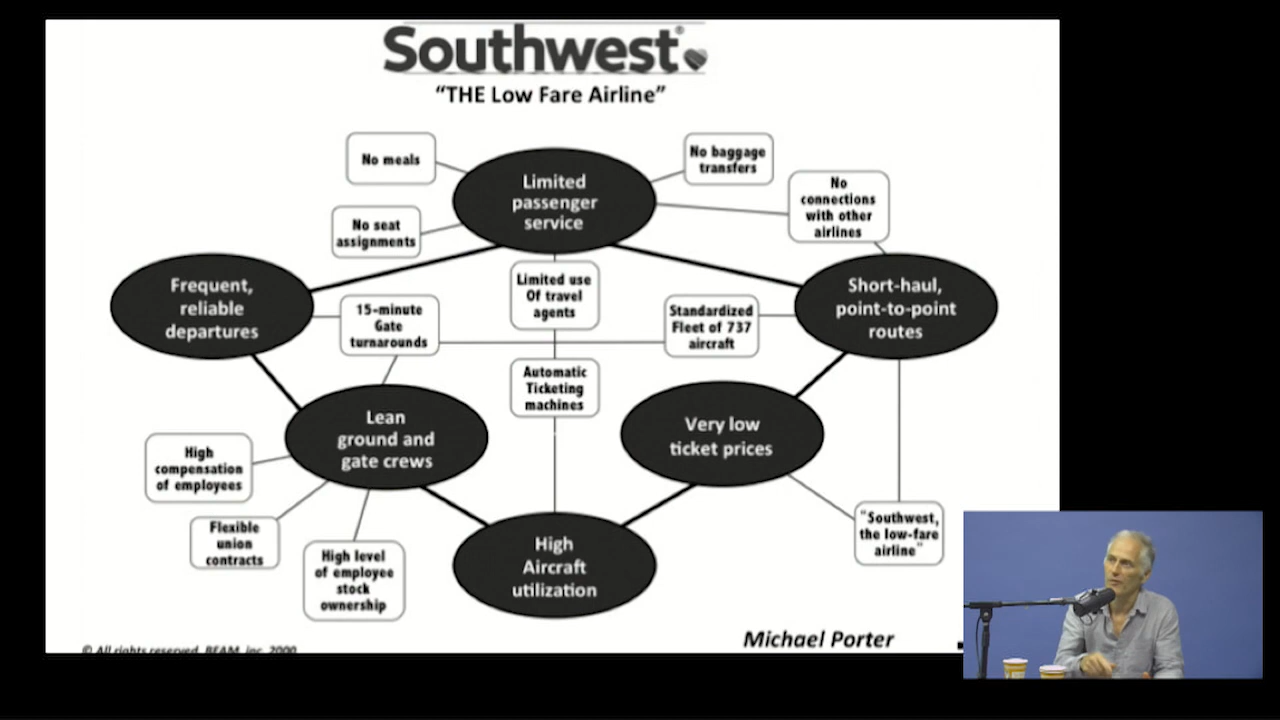 Southwest®
“THE Low Fare Airline”
No meals
Limited
passenger
service
No baggage
transfers
No
connections
with other
airlines
No seat
assignments
Frequent,
reliable
departures
15-minute
Gate
turnarounds
Limited use
Of travel
agents
Standardized
Fleet of 737
aircraft
Short-haul,
point-to-point
routes
Automatic
Ticketing
machines
Lean
ground and
gate crews
Very low
ticket prices
High
compensation
of employees
Flexible
union
contracts
High level
of employee
stock
ownership
High
Aircraft
utilization
"Southwest,
the low-fare
airline"
Michael Porter
© All rights reserved, BEAM, inc. 2000